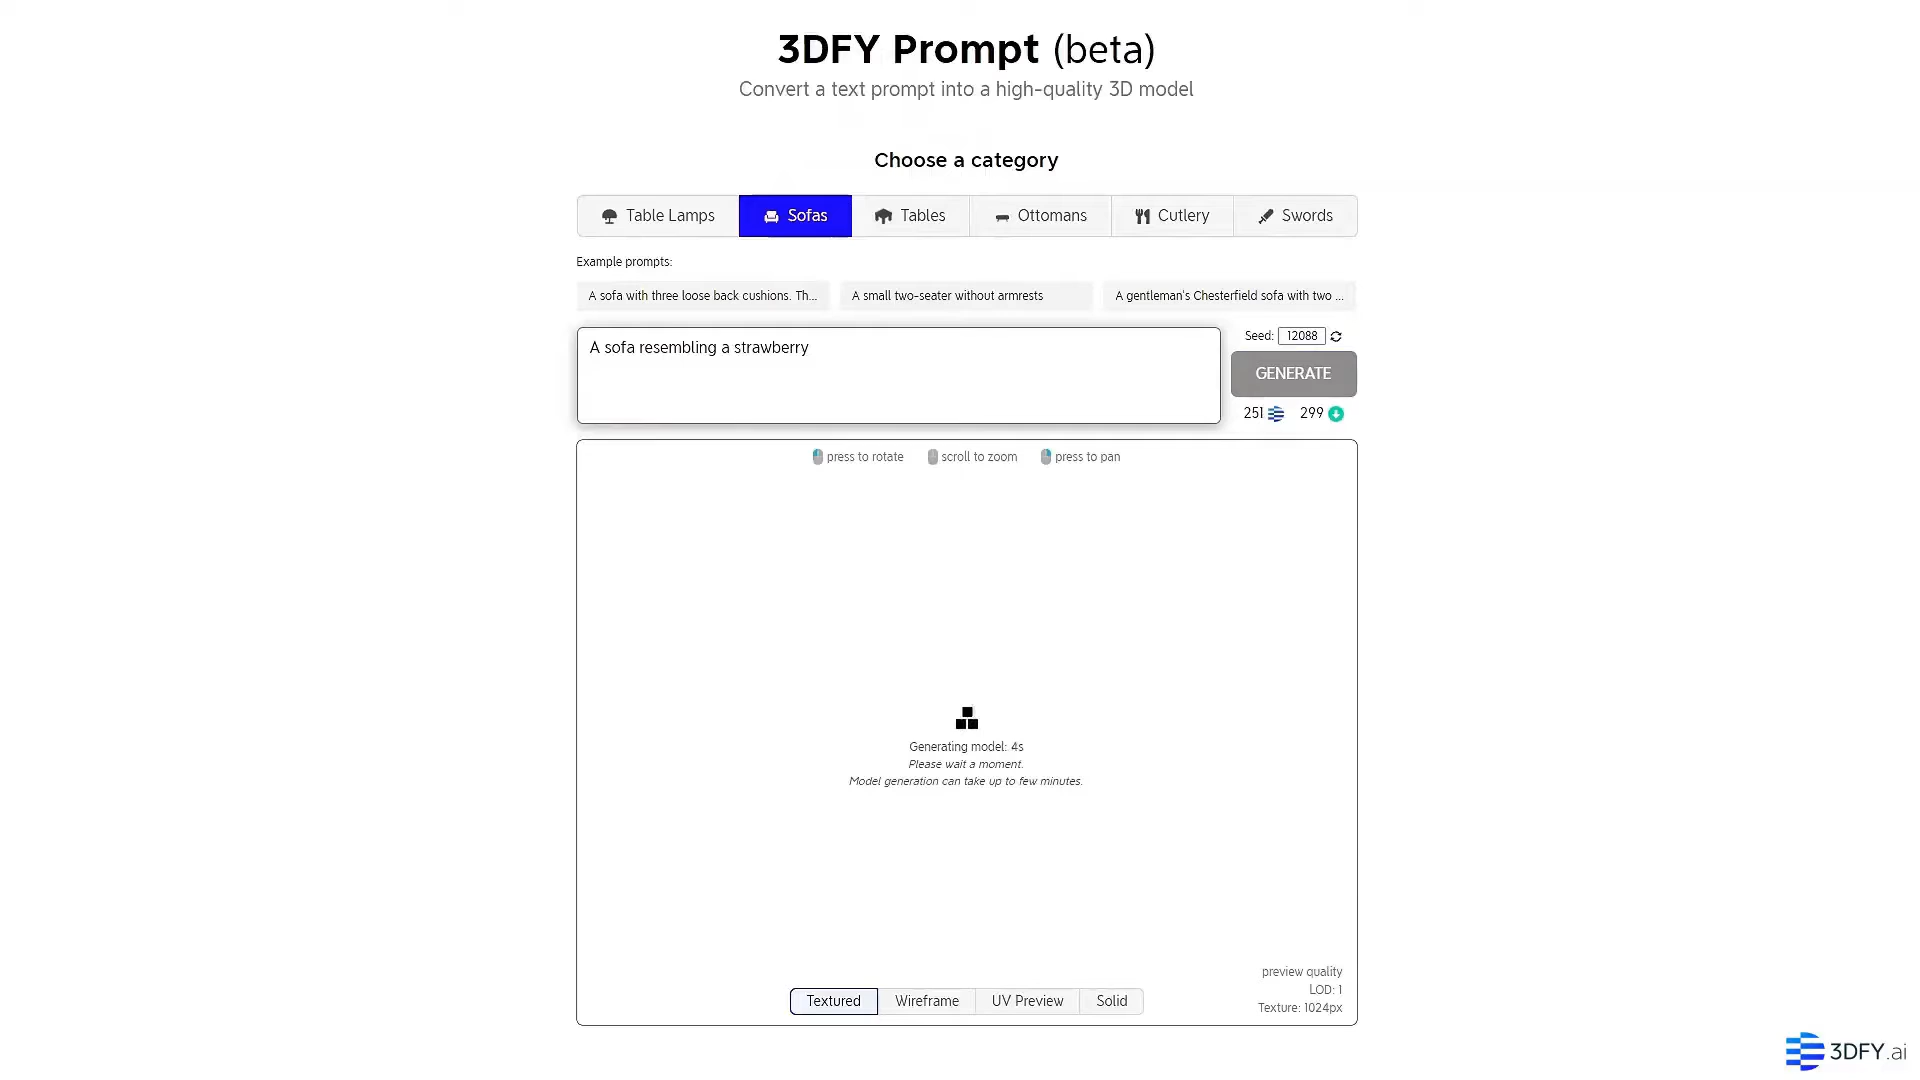 3DFY Prompt (beta)
Convert a text prompt into a high-quality 3D model
Choose a category
Table Lamps
Sofas
Tables
Ottomans
Cutlery
Swords
Example prompts:
A sofa with three loose back cushions. Th...
A small two-seater without armrests
A gentleman's Chesterfield sofa with two ...
A sofa resembling a strawberry
Seed: 12088
GENERATE
251 299
press to rotate scroll to zoom press to pan
Generating model: 4s
Please wait a moment.
Model generation can take up to few minutes.
preview quality
LOD: 1
Texture: 1024px
Textured
Wireframe
UV Preview
Solid
3DFY.ai